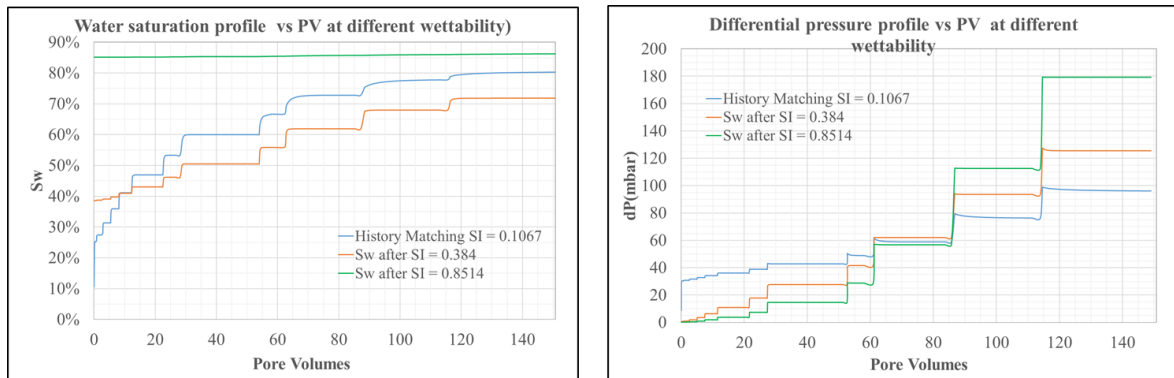 Water saturation profile vs PV at different wettability)
90%
80%
70%
60%
50%
40%
30%
20%
10%
0%
Sw
History Matching SI = 0.1067
Sw after SI = 0.384
Sw after SI = 0.8514
0 20 40 60 80 100 120 140
Pore Volumes
Differential pressure profile vs PV at different
wettability
200
180
160
140
120
100
80
60
40
20
0
dP(mbar)
History Matching SI = 0.1067
Sw after SI = 0.384
Sw after SI = 0.8514
0 20 40 60 80 100 120 140
Pore Volumes